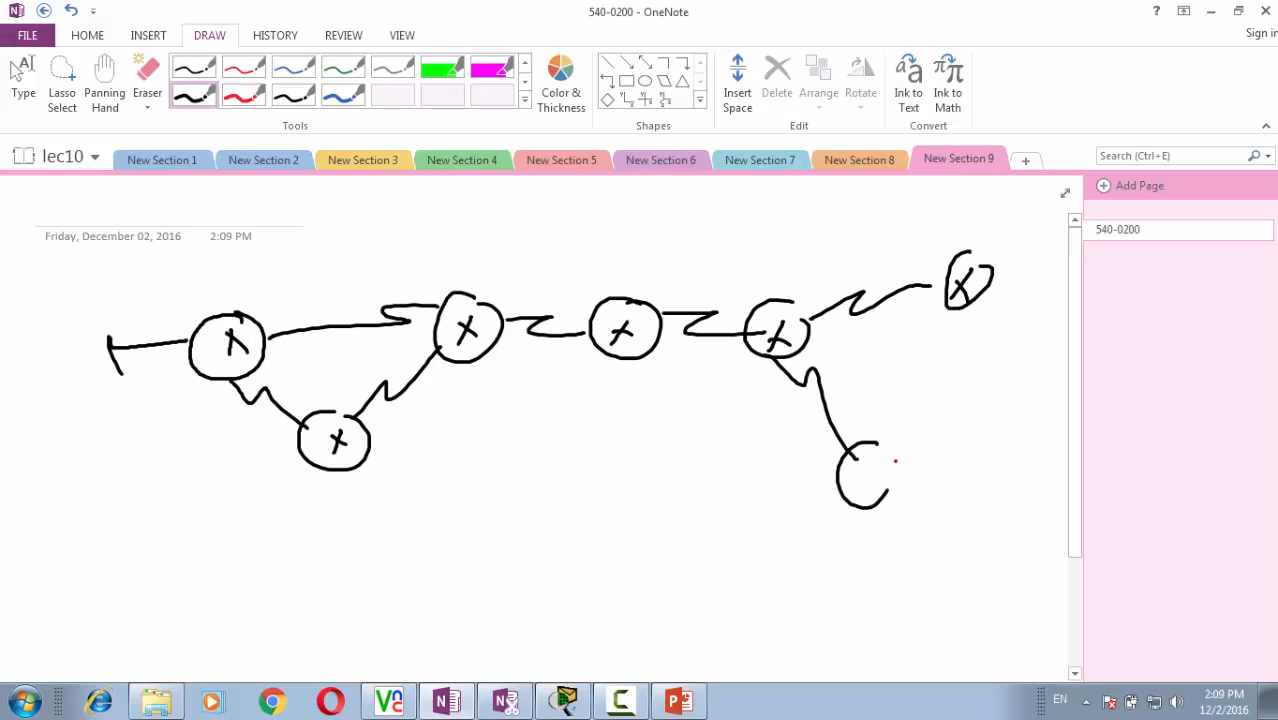 540-0200 - OneNote
Sign in
FILE HOME INSERT DRAW HISTORY REVIEW VIEW
Type
Lasso Select
Panning Hand
Eraser
Color & Thickness
Insert Space
Delete
Arrange
Rotate
Ink to Text
Ink to Math
Tools
Shapes
Edit
Convert
lec10
New Section 1
New Section 2
New Section 3
New Section 4
New Section 5
New Section 6
New Section 7
New Section 8
New Section 9
Search (Ctrl+E)
Add Page
540-0200
Friday, December 02, 2016 2:09 PM
X
X
X
X
X
X
EN
2:09 PM
12/2/2016